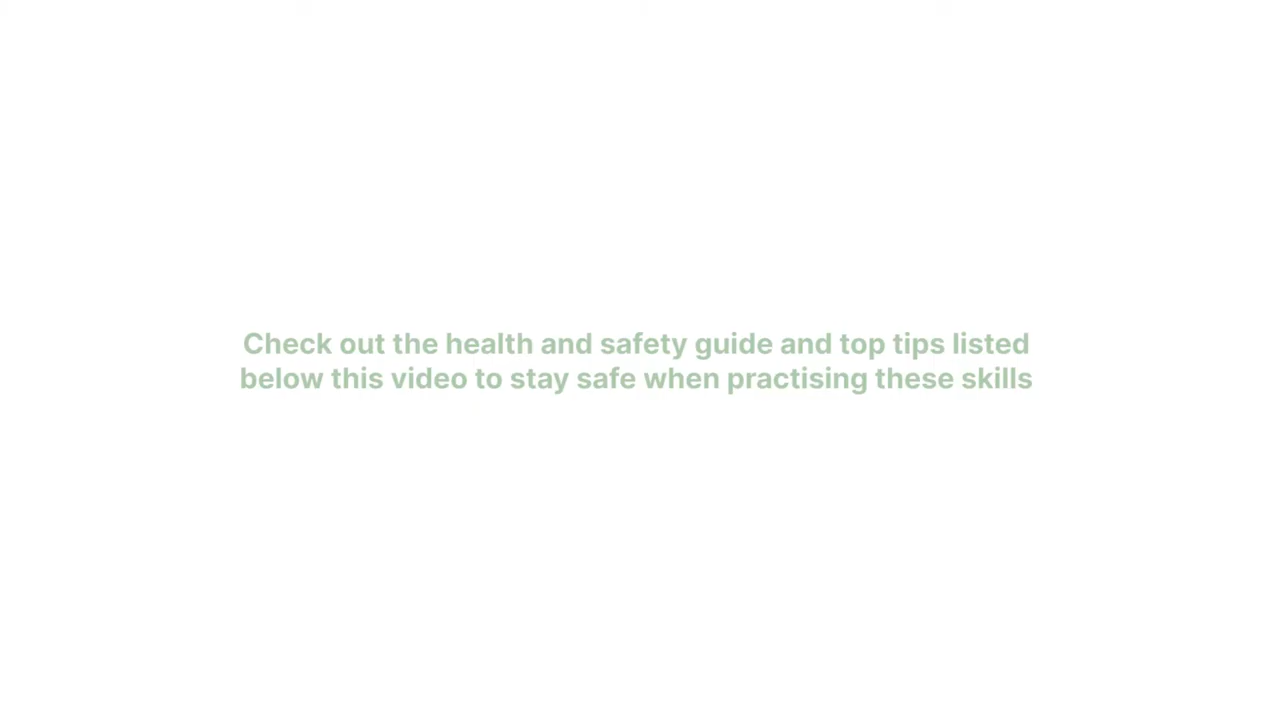 Check out the health and safety guide and top tips listed
below this video to stay safe when practising these skills